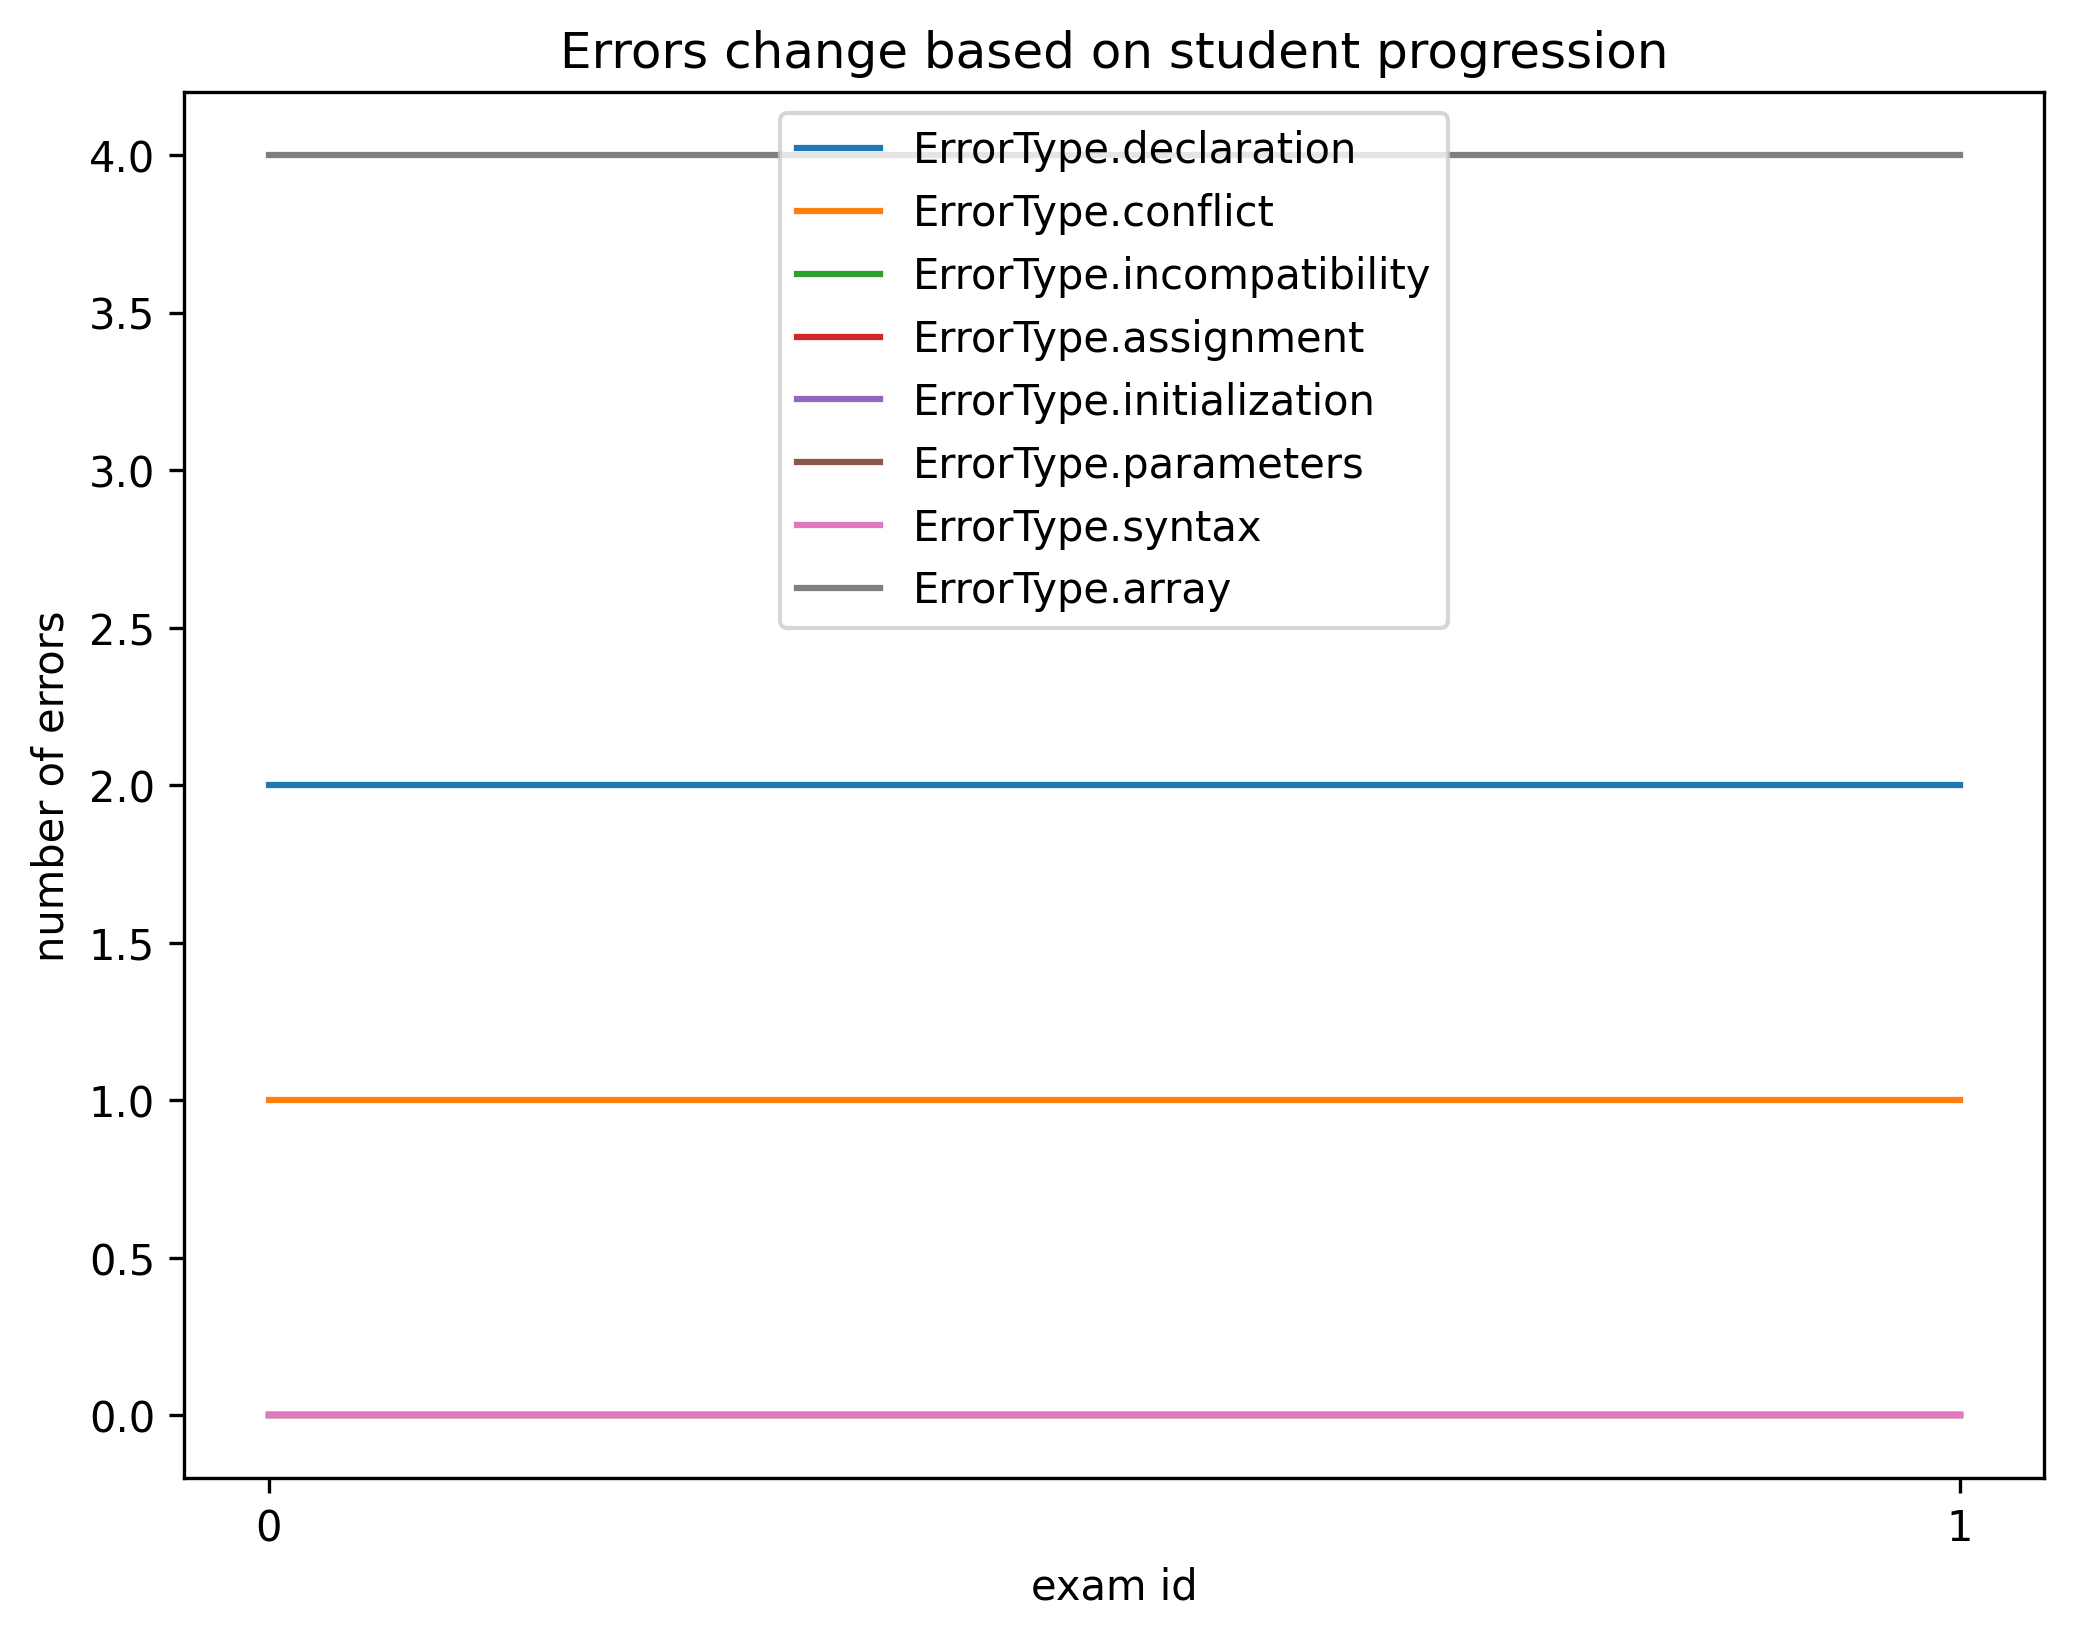 Errors change based on student progression
ErrorType.declaration
ErrorType.conflict
ErrorType.incompatibility
ErrorType.assignment
ErrorType.initialization
ErrorType.parameters
ErrorType.syntax
ErrorType.array
number of errors
4.0
3.5
3.0
2.5
2.0
1.5
1.0
0.5
0.0
0 1
exam id